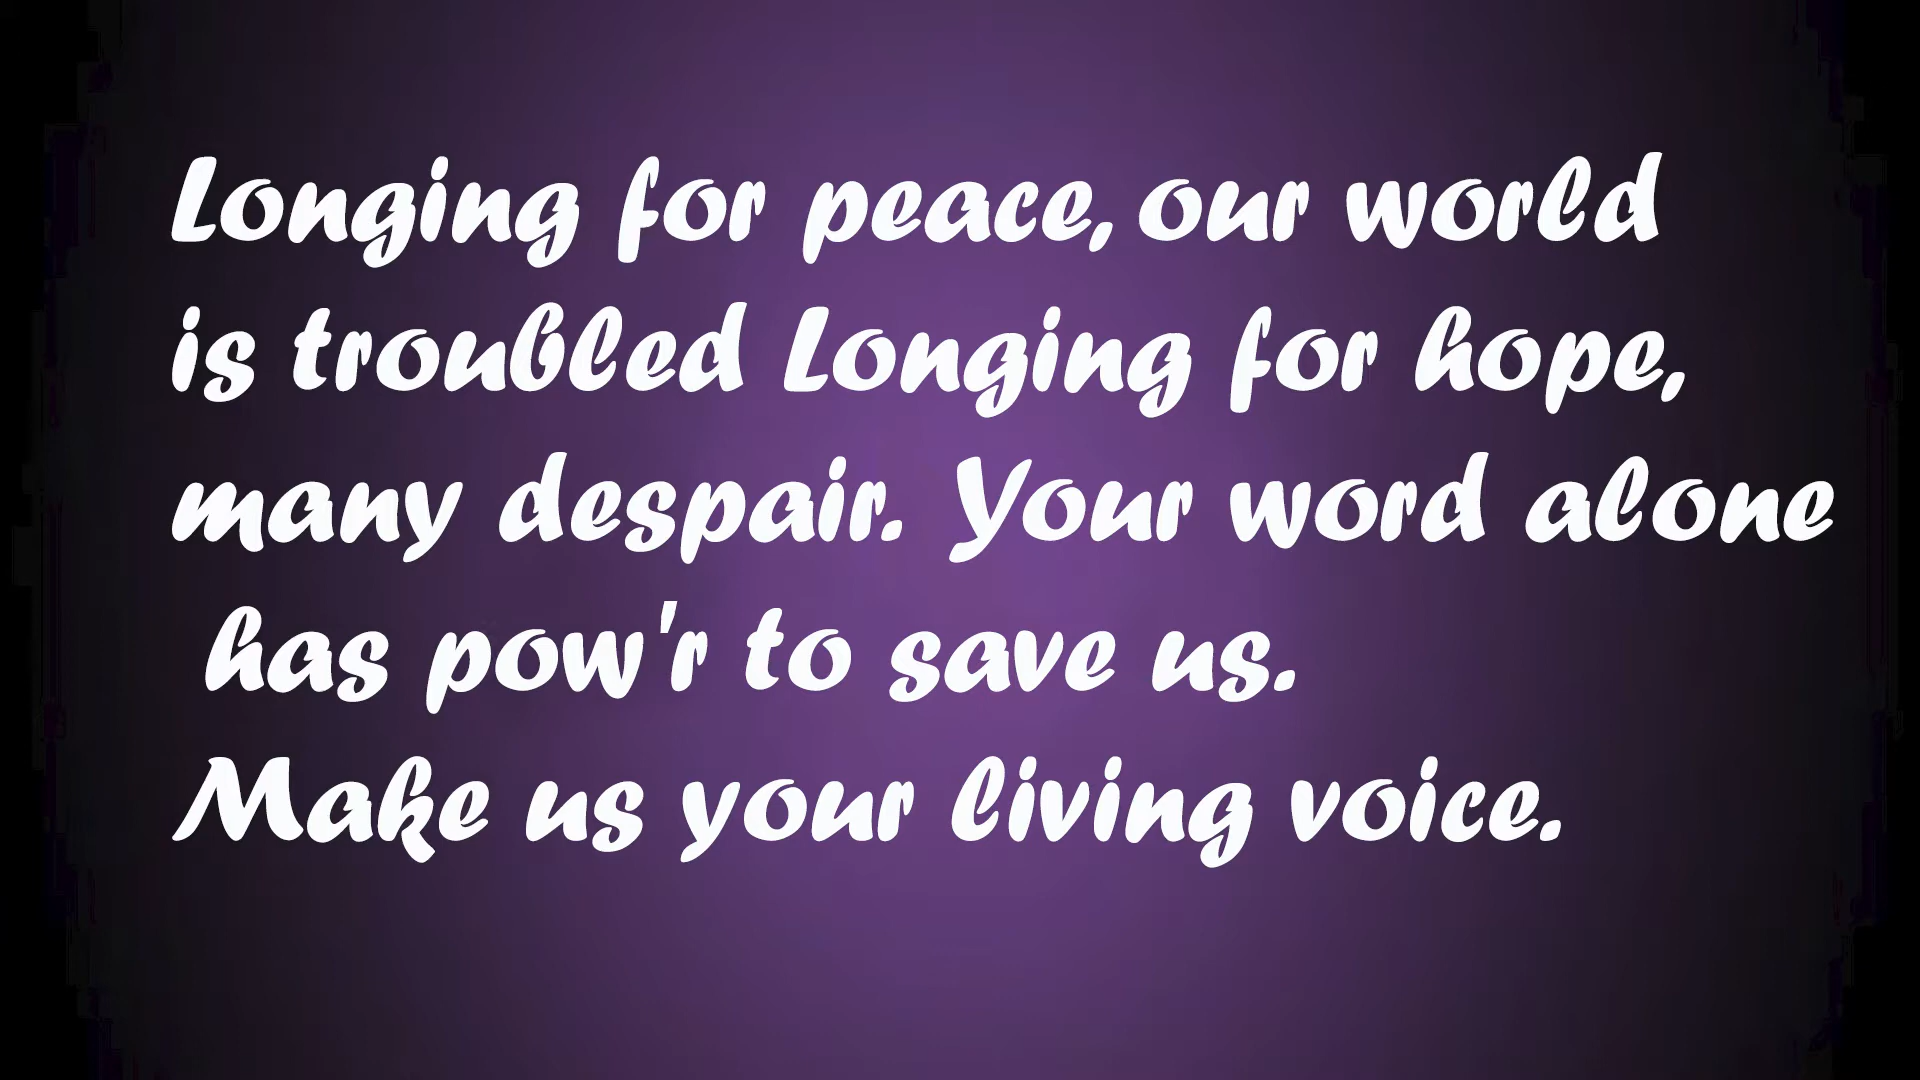 Longing for peace, our world
is troubled Longing for hope,
many despair. Your word alone
has pow'r to save us.
Make us your living voice.